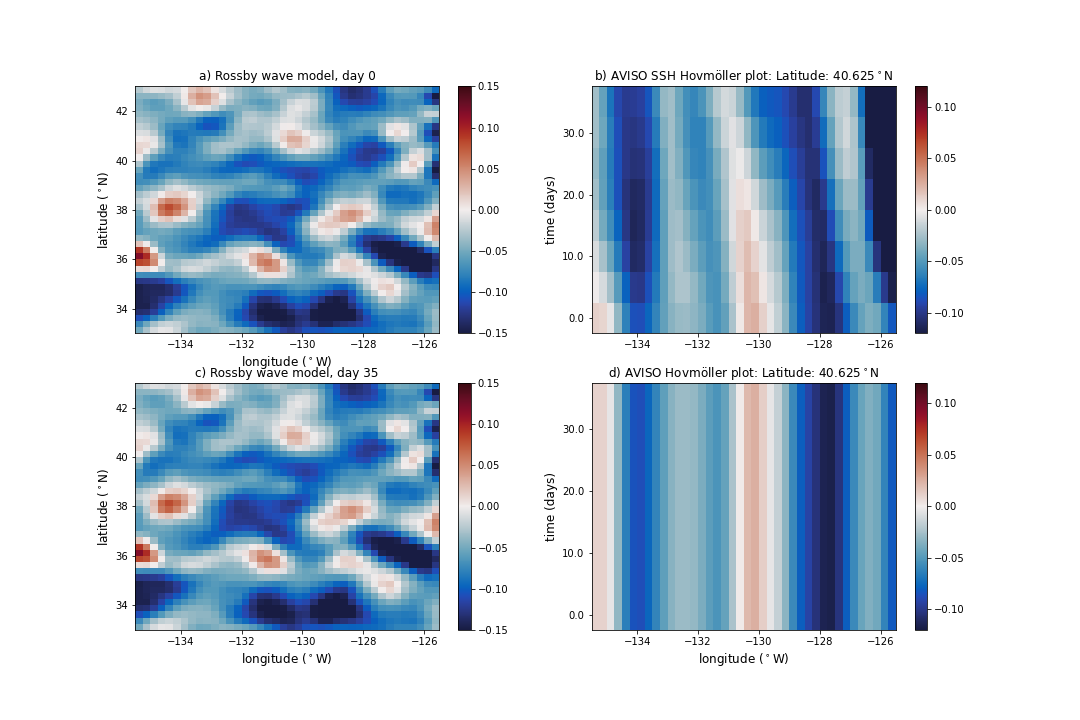 a) Rossby wave model, day 0
42
40
38
36
34
latitude (°N)
−134 −132 −130 −128 −126
longitude (°W)
0.15
0.10
0.05
0.00
−0.05
−0.10
−0.15
b) AVISO SSH Hovmöller plot: Latitude: 40.625°N
30.0
20.0
10.0
0.0
time (days)
−134 −132 −130 −128 −126
0.10
0.05
0.00
−0.05
−0.10
c) Rossby wave model, day 35
42
40
38
36
34
latitude (°N)
−134 −132 −130 −128 −126
longitude (°W)
0.15
0.10
0.05
0.00
−0.05
−0.10
−0.15
d) AVISO Hovmöller plot: Latitude: 40.625°N
30.0
20.0
10.0
0.0
time (days)
−134 −132 −130 −128 −126
longitude (°W)
0.10
0.05
0.00
−0.05
−0.10